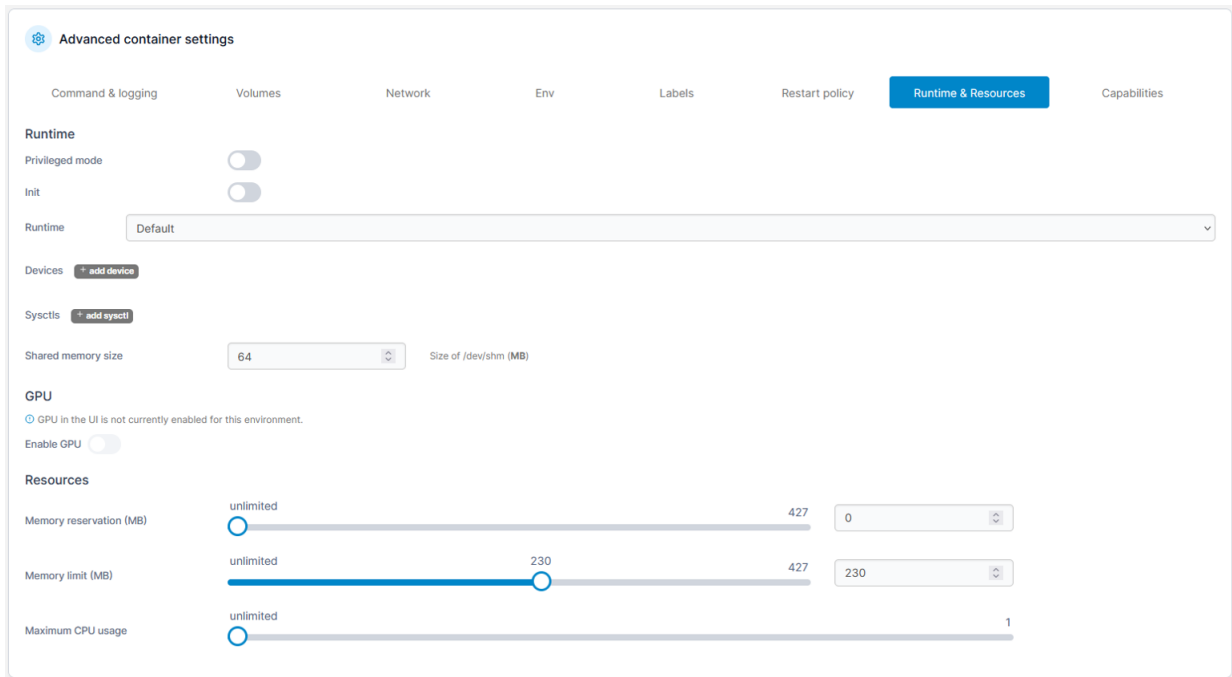 Advanced container settings
Command & logging Volumes Network Env Labels Restart policy Runtime & Resources Capabilities
Runtime
Privileged mode
Init
Runtime Default
Devices + add device
Sysctls + add sysctl
Shared memory size 64 Size of /dev/shm (MB)
GPU
GPU in the UI is not currently enabled for this environment.
Enable GPU
Resources
unlimited 427
Memory reservation (MB) 0
unlimited 230 427
Memory limit (MB) 230
unlimited 1
Maximum CPU usage